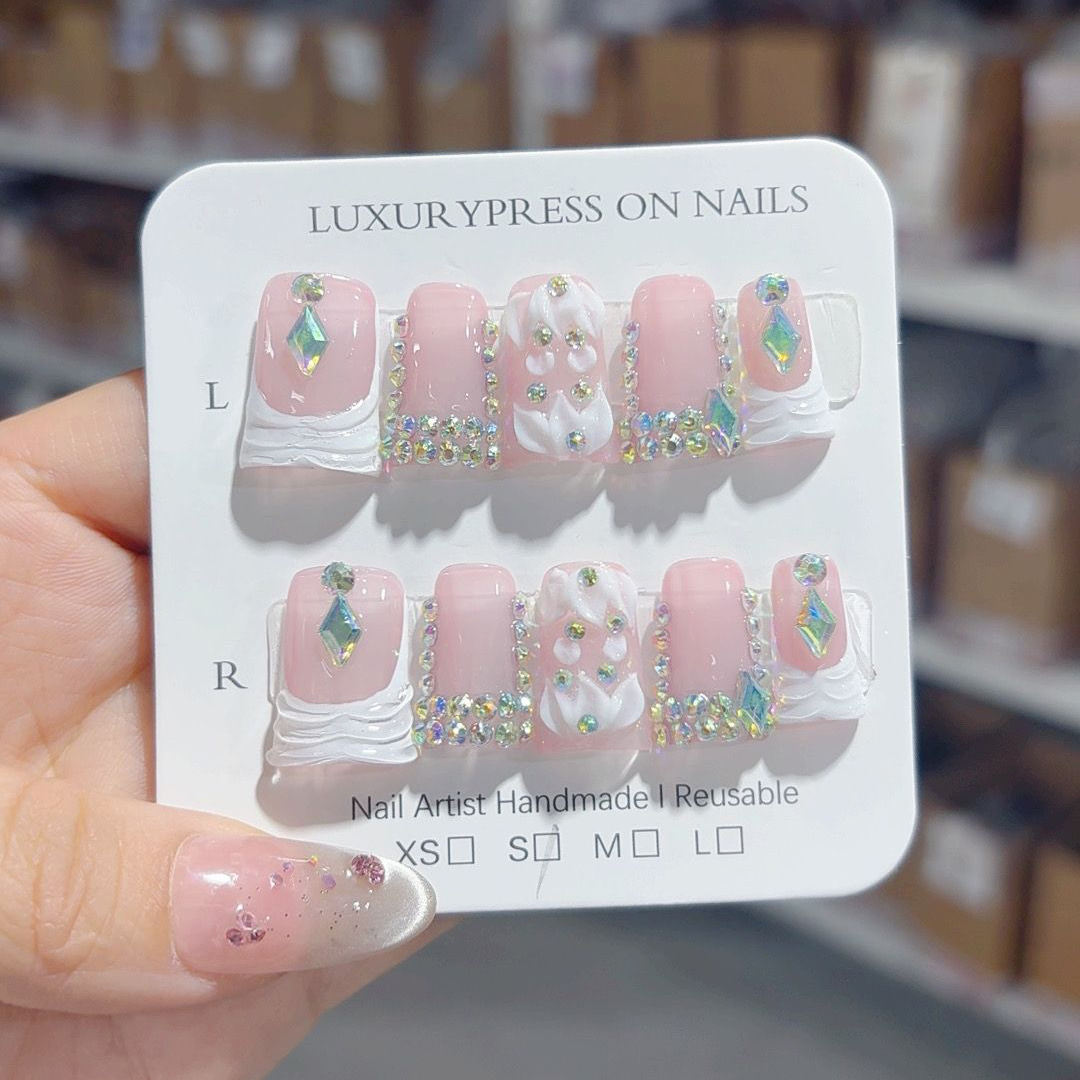 LUXURYPRESS ON NAILS
L
R
Nail Artist Handmade | Reusable
XS□ S□ M□ L□